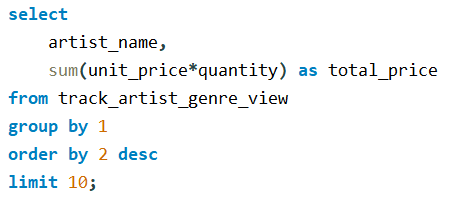 select
    artist_name,
    sum(unit_price*quantity) as total_price
from track_artist_genre_view
group by 1
order by 2 desc
limit 10;